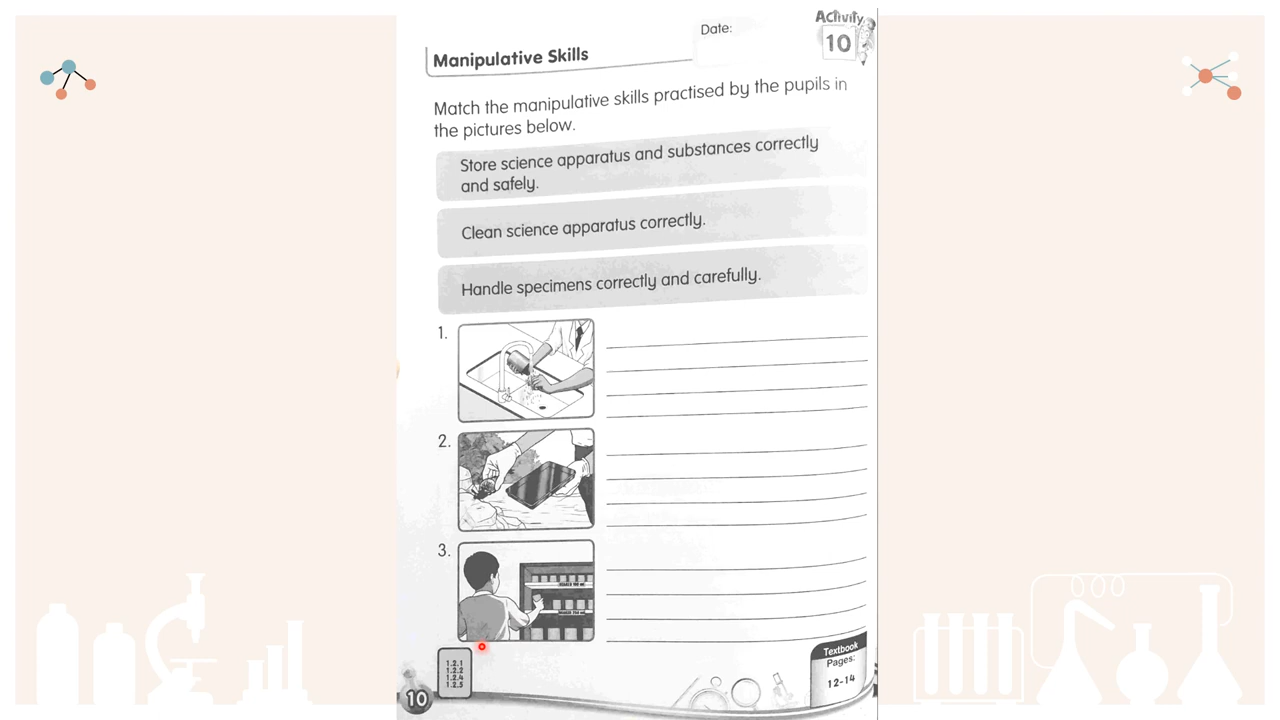 Date:
Activity
10
Manipulative Skills
Match the manipulative skills practised by the pupils in
the pictures below.
Store science apparatus and substances correctly
and safely.
Clean science apparatus correctly.
Handle specimens correctly and carefully.
1.
2.
3.
1.2.1
1.2.2
1.2.4
1.2.5
10
Textbook
Pages:
12-14